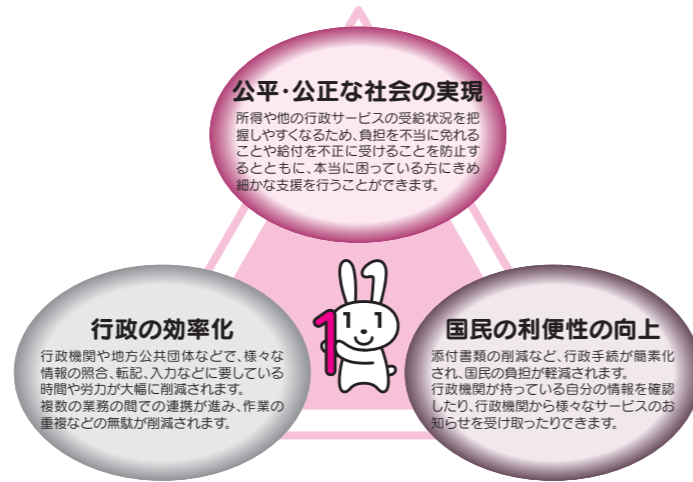 公平・公正な社会の実現
所得や他の行政サービスの受給状況を把
握しやすくなるため、負担を不当に免れる
ことや給付を不正に受けることを防止す
るとともに、本当に困っている方にきめ
細かな支援を行うことができます。
行政の効率化
行政機関や地方公共団体などで、様々な
情報の照合、転記、入力などに要している
時間や労力が大幅に削減されます。
複数の業務の間での連携が進み、作業の
重複などの無駄が削減されます。
1
国民の利便性の向上
添付書類の削減など、行政手続が簡素化
され、国民の負担が軽減されます。
行政機関が持っている自分の情報を確認
したり、行政機関から様々なサービスのお
知らせを受け取ったりできます。